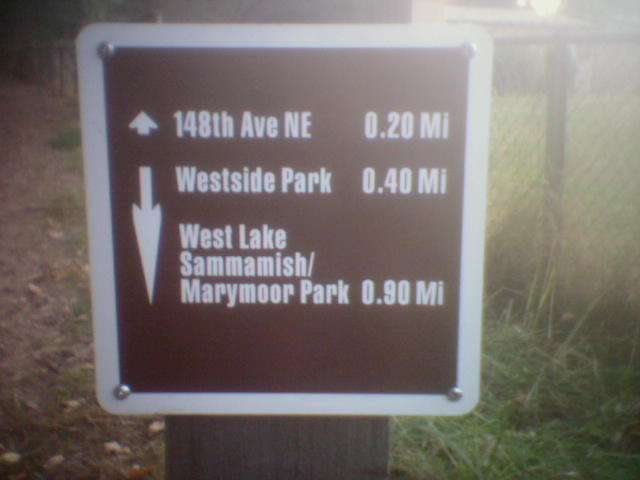 148th Ave NE 0.20 Mi
Westside Park 0.40 Mi
West Lake
Sammamish/
Marymoor Park 0.90 Mi